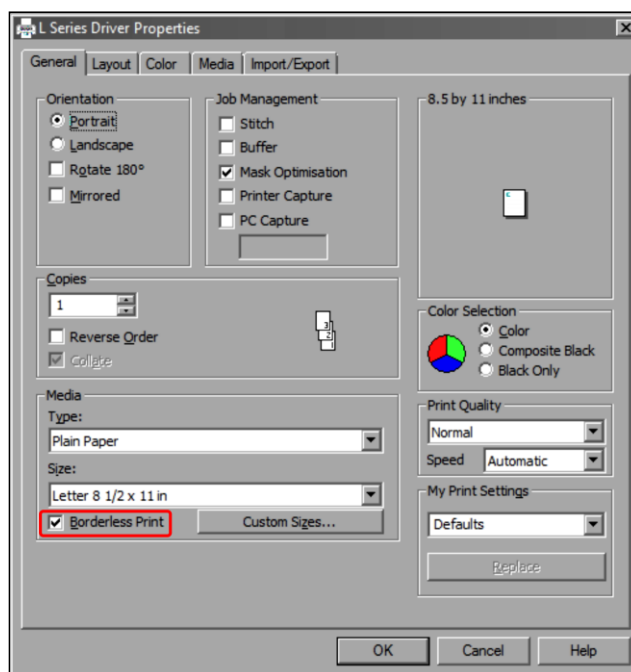 L Series Driver Properties
General Layout Color Media Import/Export
Orientation
Portrait
Landscape
Rotate 180°
Mirrored
Job Management
Stitch
Buffer
Mask Optimisation
Printer Capture
PC Capture
8.5 by 11 inches
Copies
1
Reverse Order
Collate
3
2
1
Color Selection
Color
Composite Black
Black Only
Media
Type:
Plain Paper
Size:
Letter 8 1/2 x 11 in
Borderless Print
Custom Sizes...
Print Quality
Normal
Speed Automatic
My Print Settings
Defaults
Replace
OK Cancel Help